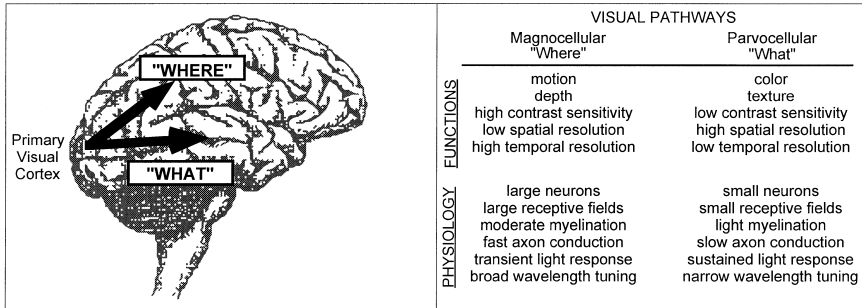 "WHERE"
Primary
Visual
Cortex
"WHAT"
VISUAL PATHWAYS
Magnocellular Parvocellular
"Where" "What"
FUNCTIONS
motion color
depth texture
high contrast sensitivity low contrast sensitivity
low spatial resolution high spatial resolution
high temporal resolution low temporal resolution
PHYSIOLOGY
large neurons small neurons
large receptive fields small receptive fields
moderate myelination light myelination
fast axon conduction slow axon conduction
transient light response sustained light response
broad wavelength tuning narrow wavelength tuning